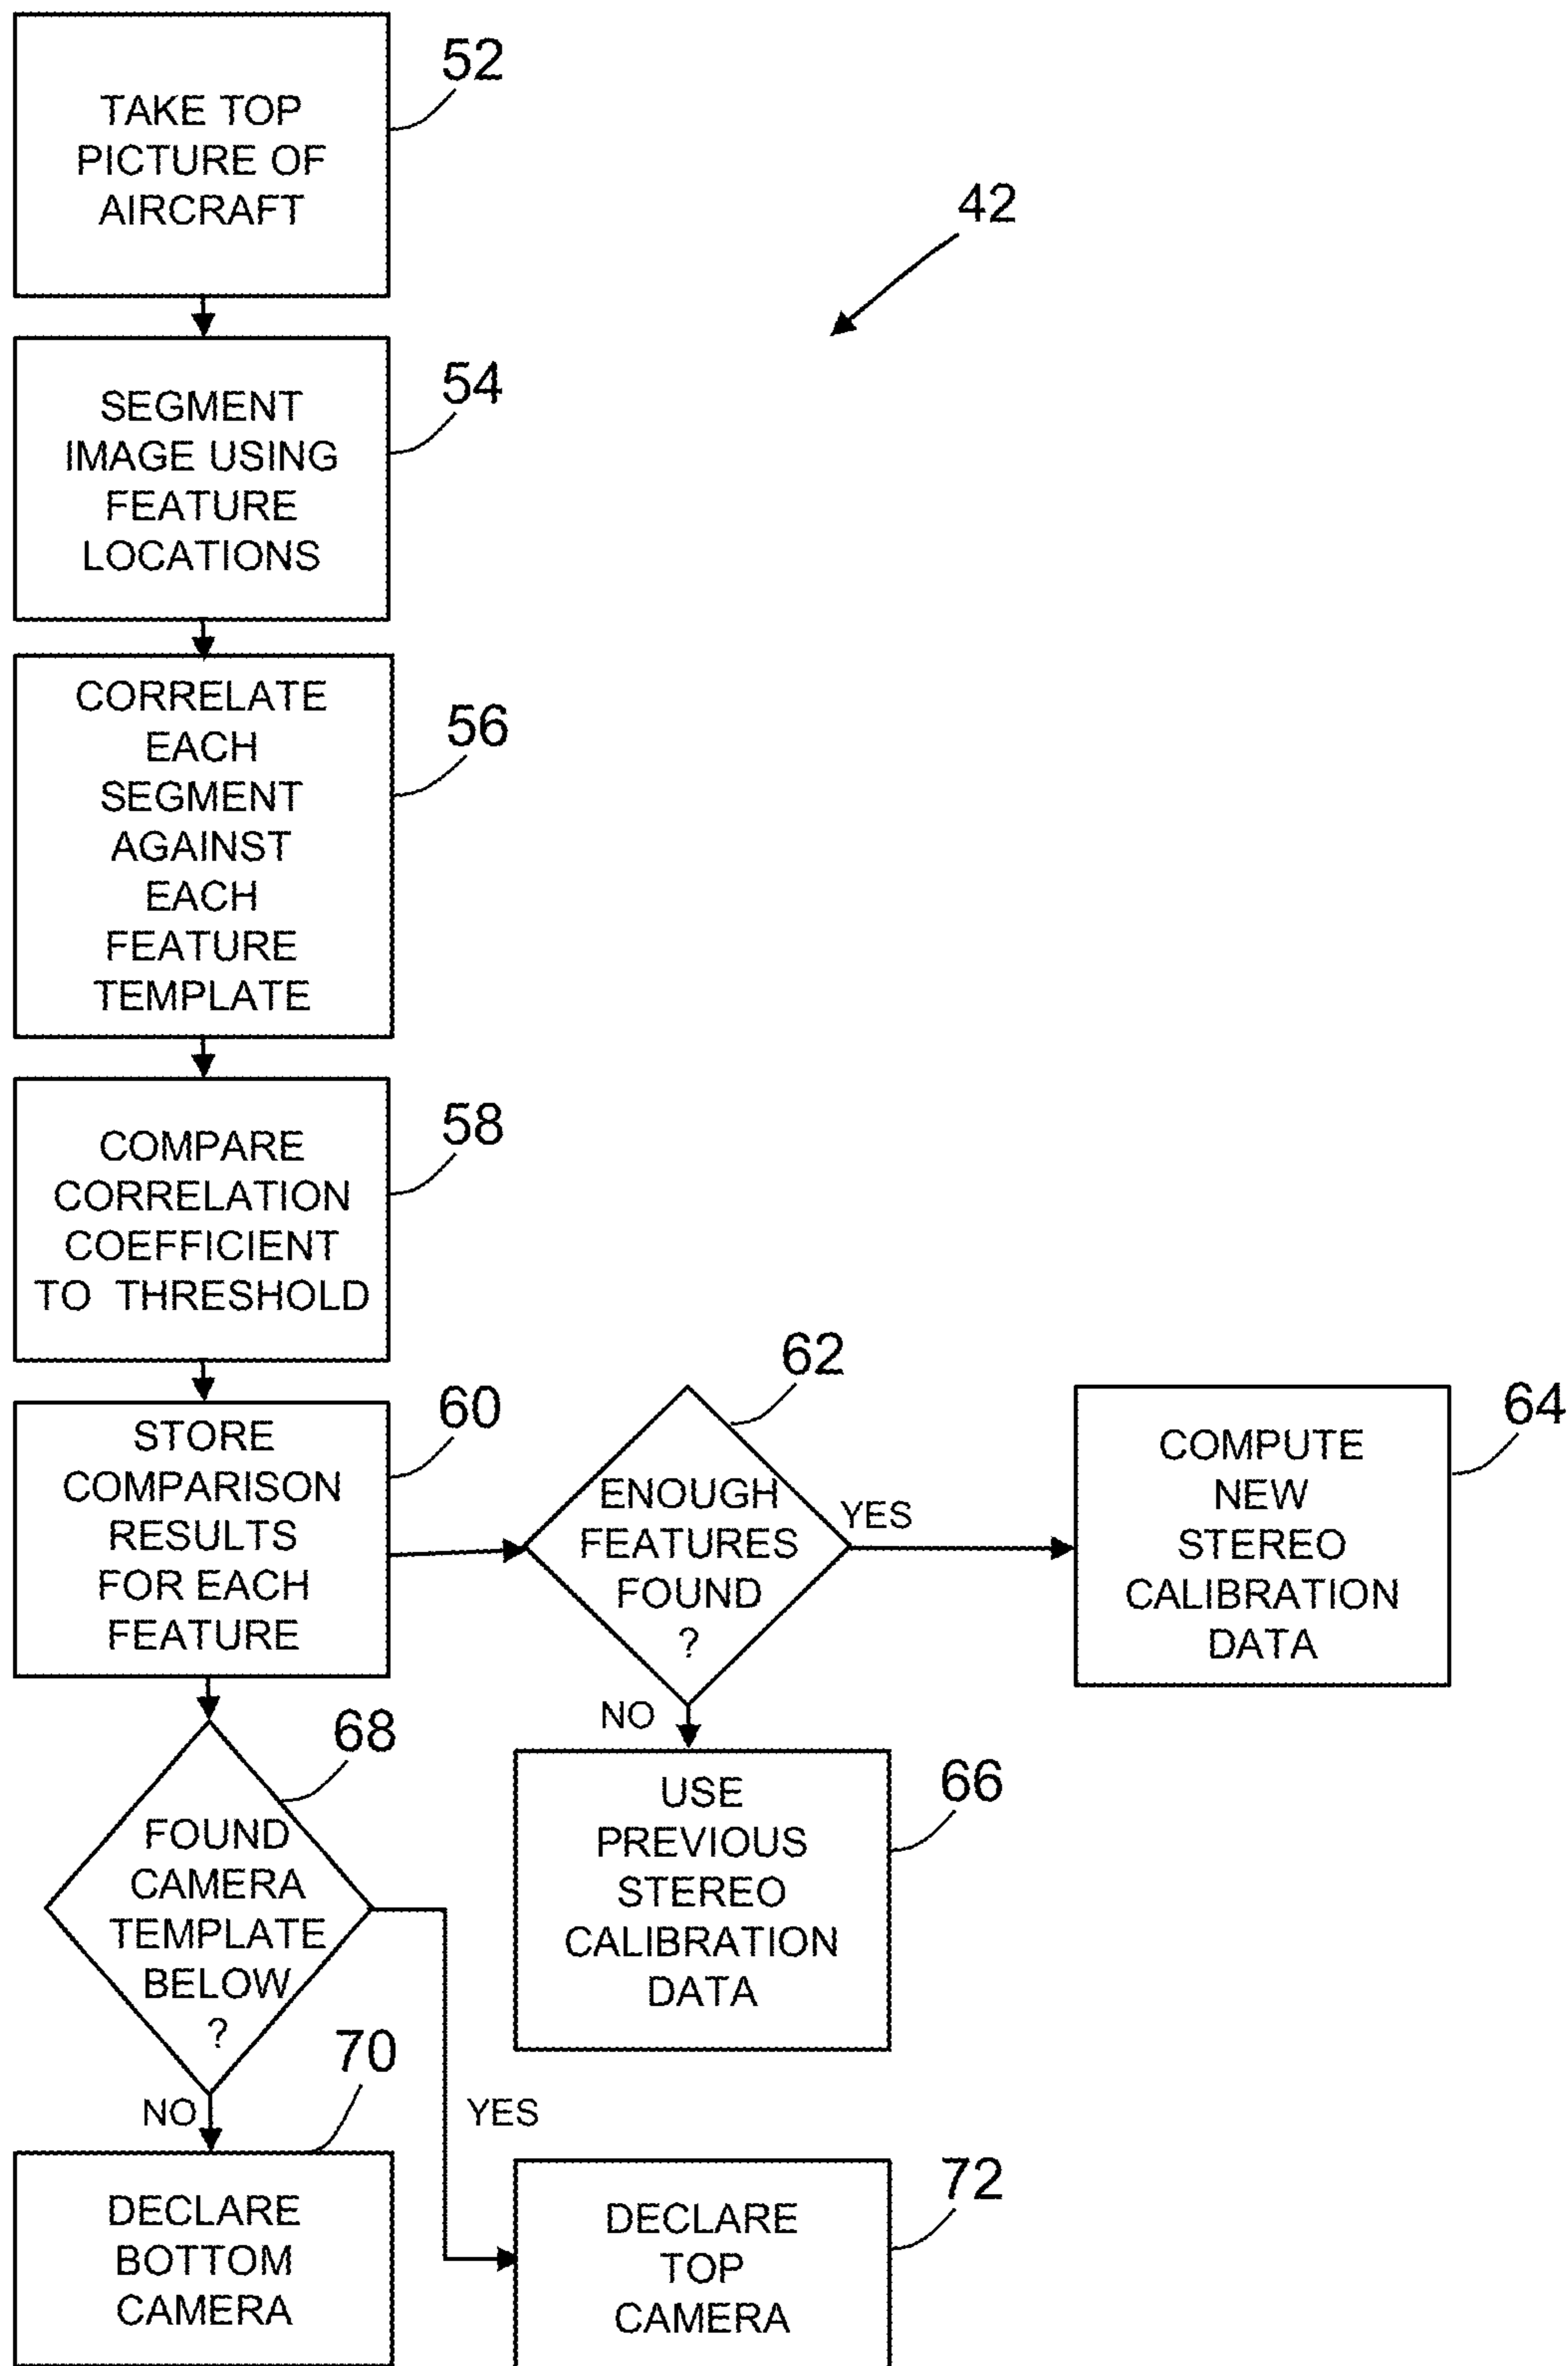 TAKE TOP
PICTURE OF
AIRCRAFT
52
42
SEGMENT
IMAGE USING
FEATURE
LOCATIONS
54
CORRELATE
EACH
SEGMENT
AGAINST
EACH
FEATURE
TEMPLATE
56
COMPARE
CORRELATION
COEFFICIENT
TO THRESHOLD
58
STORE
COMPARISON
RESULTS
FOR EACH
FEATURE
60
ENOUGH
FEATURES
FOUND
?
62
YES
COMPUTE
NEW
STEREO
CALIBRATION
DATA
64
NO
USE
PREVIOUS
STEREO
CALIBRATION
DATA
66
FOUND
CAMERA
TEMPLATE
BELOW
?
68
NO
YES
DECLARE
BOTTOM
CAMERA
70
DECLARE
TOP
CAMERA
72